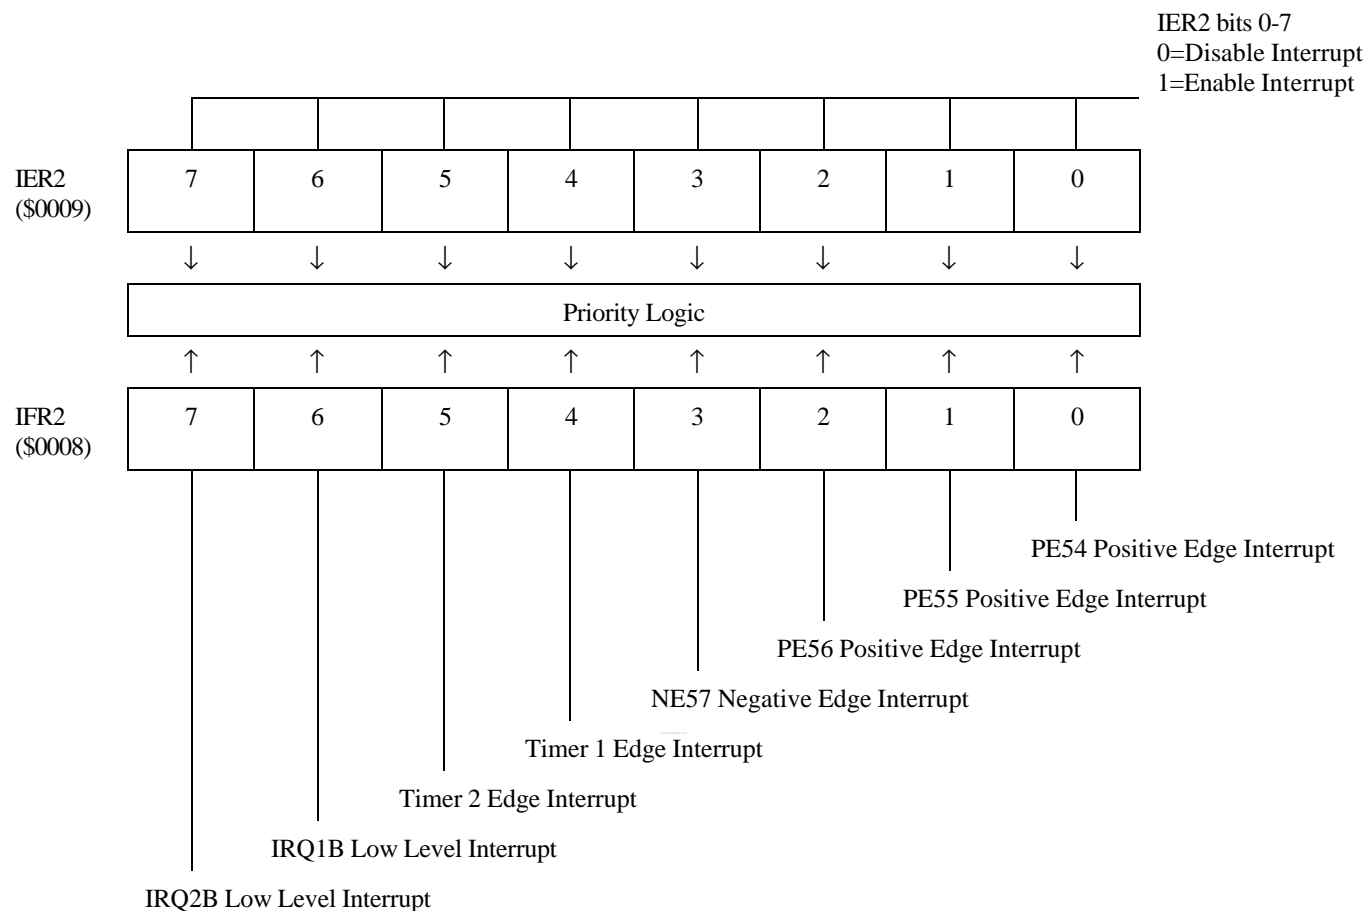 IER2 bits 0-7
0=Disable Interrupt
1=Enable Interrupt
IER2
($0009)
7 6 5 4 3 2 1 0
↓ ↓ ↓ ↓ ↓ ↓ ↓ ↓
Priority Logic
↑ ↑ ↑ ↑ ↑ ↑ ↑ ↑
IFR2
($0008)
7 6 5 4 3 2 1 0
PE54 Positive Edge Interrupt
PE55 Positive Edge Interrupt
PE56 Positive Edge Interrupt
NE57 Negative Edge Interrupt
Timer 1 Edge Interrupt
Timer 2 Edge Interrupt
IRQ1B Low Level Interrupt
IRQ2B Low Level Interrupt